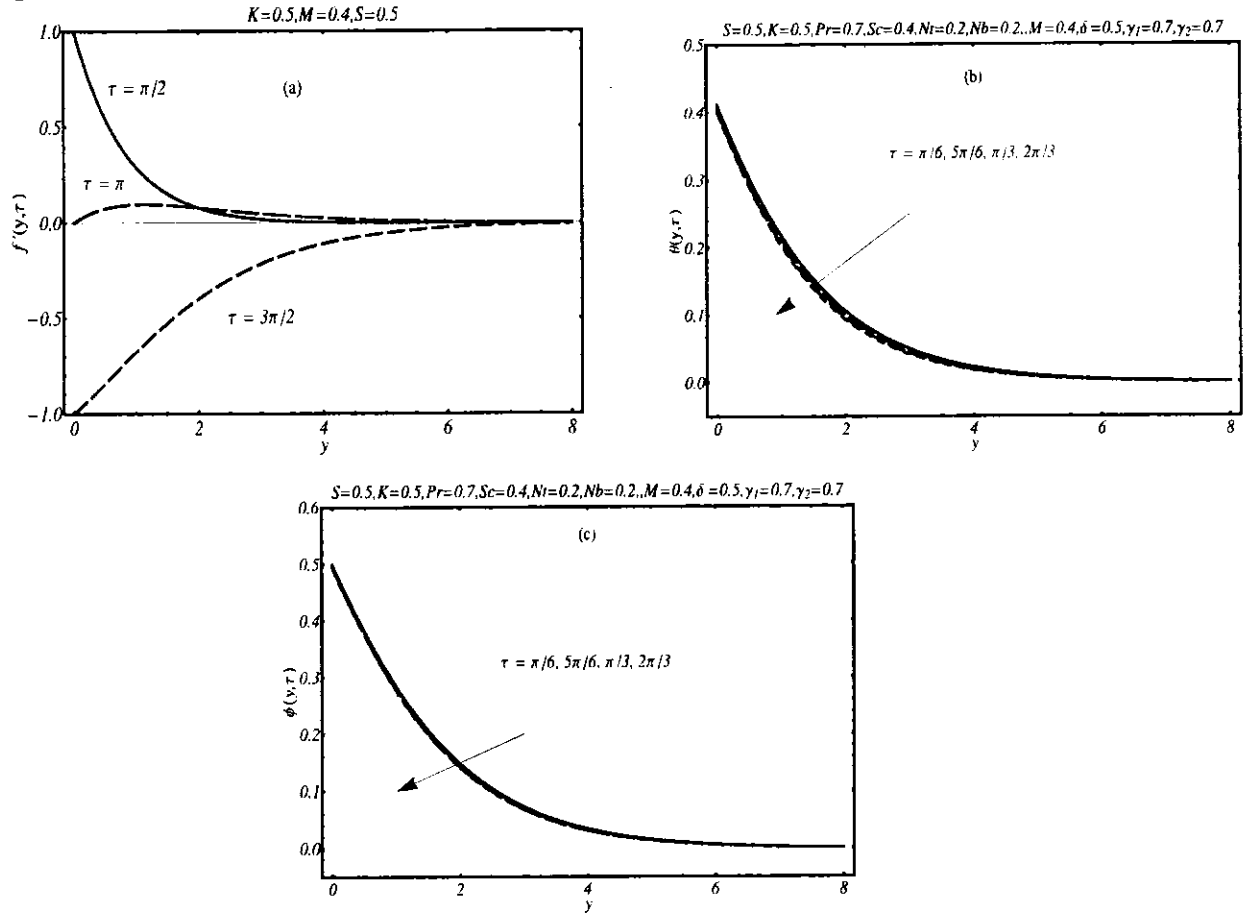 K=0.5,M=0.4,S=0.5
(a)
τ = π/2
τ = π
τ = 3π/2
f'(y,τ)
1.0
0.5
0.0
−0.5
−1.0
0 2 4 6 8
y
S=0.5,K=0.5,Pr=0.7,Sc=0.4,Nt=0.2,Nb=0.2,,M=0.4,δ=0.5,γ1=0.7,γ2=0.7
(b)
τ = π/6, 5π/6, π/3, 2π/3
θ(y,τ)
0.5
0.4
0.3
0.2
0.1
0.0
0 2 4 6 8
y
S=0.5,K=0.5,Pr=0.7,Sc=0.4,Nt=0.2,Nb=0.2,,M=0.4,δ=0.5,γ1=0.7,γ2=0.7
(c)
τ = π/6, 5π/6, π/3, 2π/3
ϕ(y,τ)
0.6
0.5
0.4
0.3
0.2
0.1
0.0
0 2 4 6 8
y